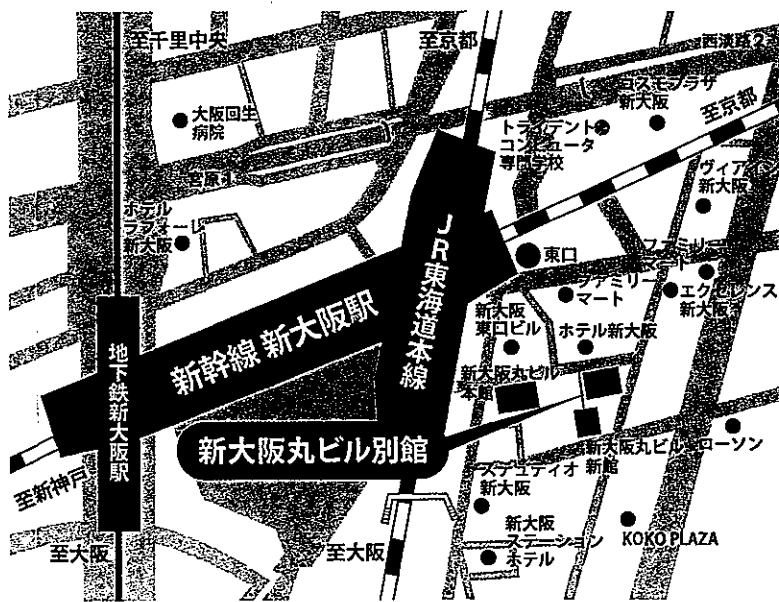 至千里中央
至京都
西淡路2
大阪回生
病院
コスモプラザ
新大阪
至京都
トライデント
コンピュータ
専門学校
宮原4
ヴィアイン
新大阪
ホテル
ラフォーレ
新大阪
JR東海道本線
東口
ファミリー
マート
ファミリー
マート
エクセレンス
新大阪
新大阪
東口ビル
ホテル新大阪
地下鉄新大阪駅
新幹線 新大阪駅
新大阪丸ビル
本館
新大阪丸ビル別館
新大阪丸ビル
新館
ローソン
至新神戸
ステュディオ
新大阪
新大阪
ステーション
ホテル
KOKO PLAZA
至大阪
至大阪